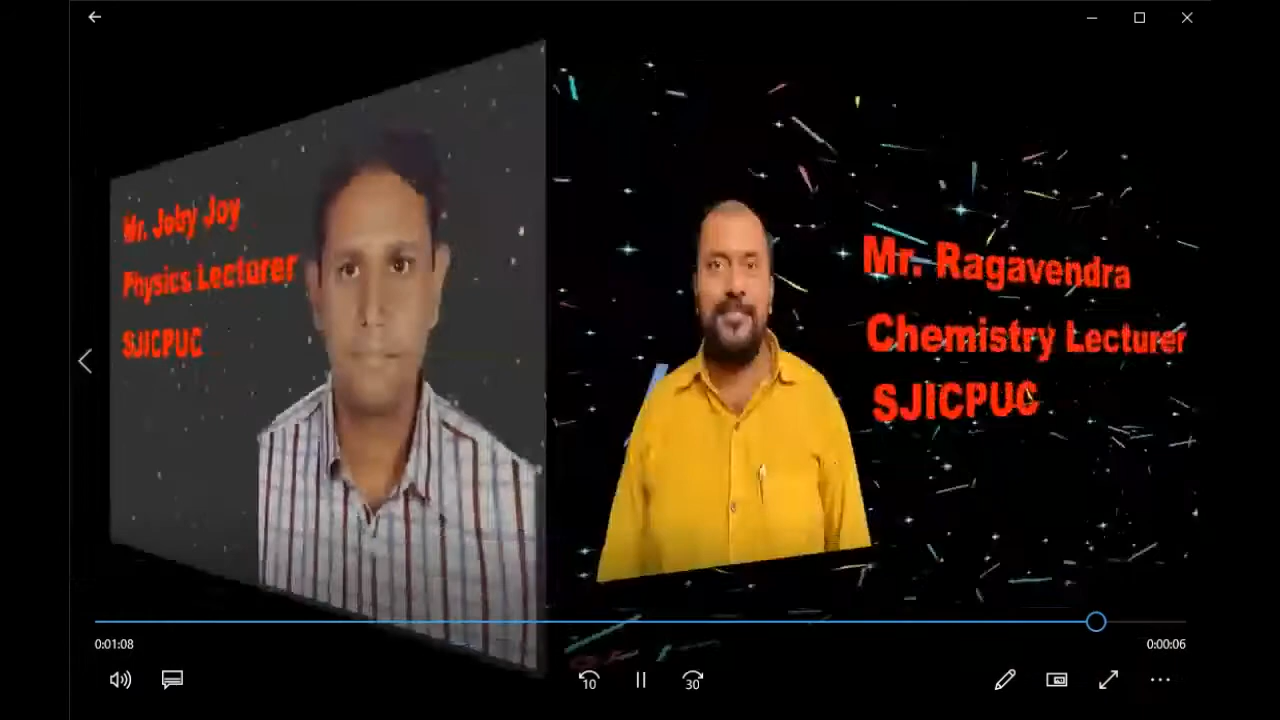 Mr. Joby Joy
Physics Lecturer
SJICPUC
Mr. Ragavendra
Chemistry Lecturer
SJICPUC
0:01:08
0:00:06
10
30